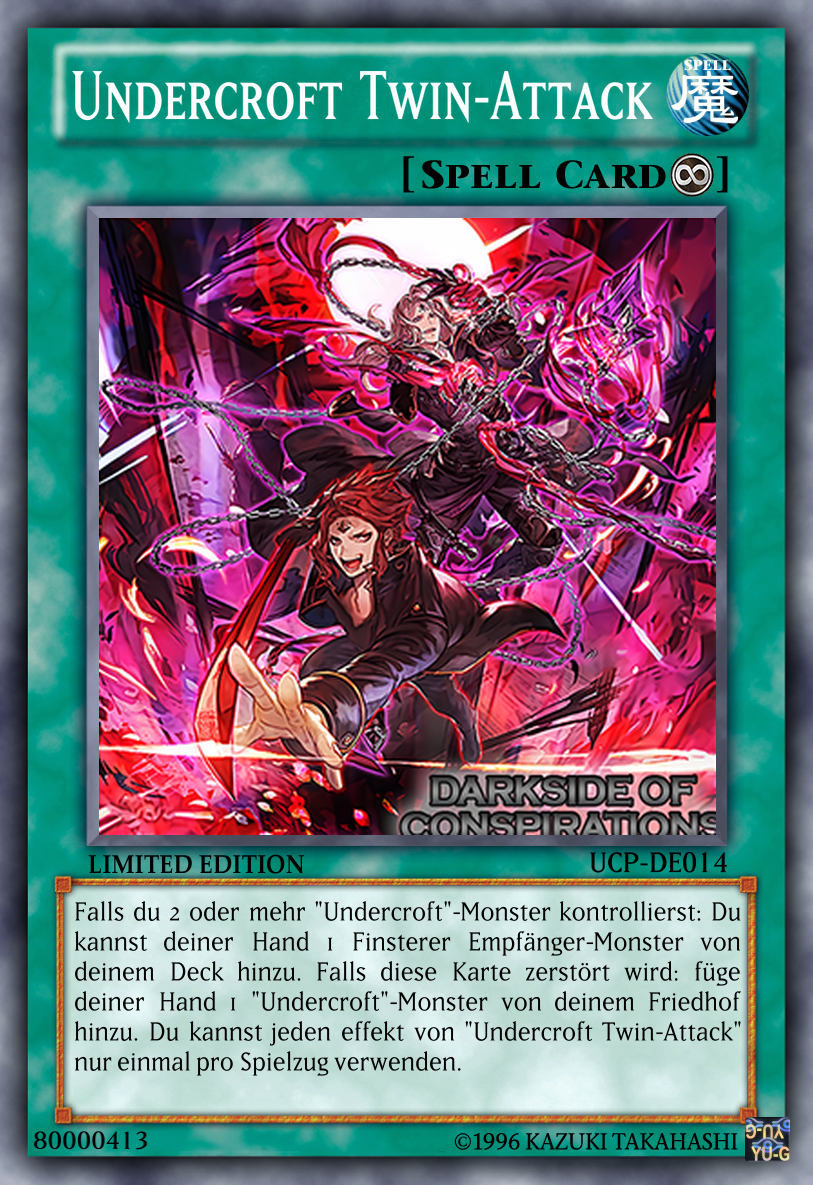 Undercroft Twin-Attack
SPELL
魔
[Spell Card∞]
DARKSIDE OF
CONSPIRATIONS
LIMITED EDITION
UCP-DE014
Falls du 2 oder mehr "Undercroft"-Monster kontrollierst: Du
kannst deiner Hand 1 Finsterer Empfänger-Monster von
deinem Deck hinzu. Falls diese Karte zerstört wird: füge
deiner Hand 1 "Undercroft"-Monster von deinem Friedhof
hinzu. Du kannst jeden effekt von "Undercroft Twin-Attack"
nur einmal pro Spielzug verwenden.
80000413
©1996 KAZUKI TAKAHASHI
YU-G